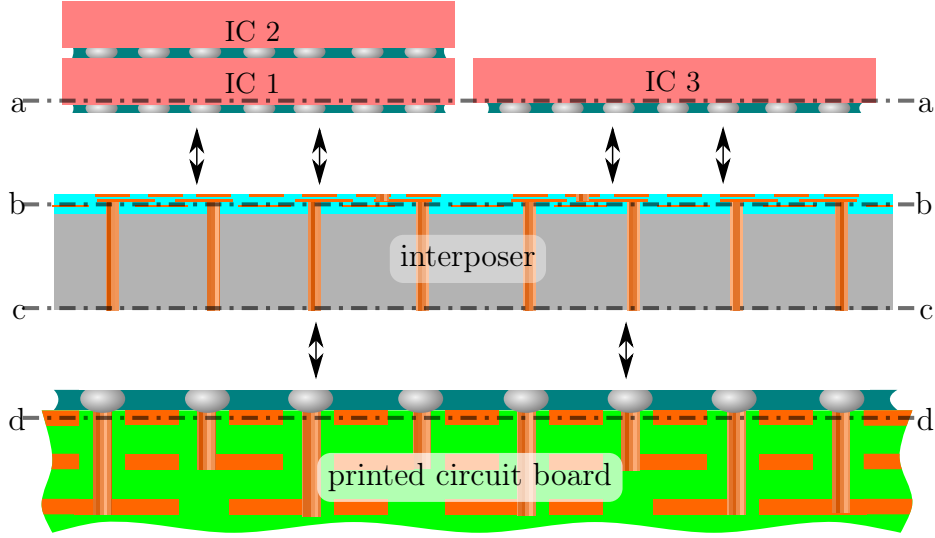 IC 2
IC 1
IC 3
a a
b b
interposer
c c
d d
printed circuit board